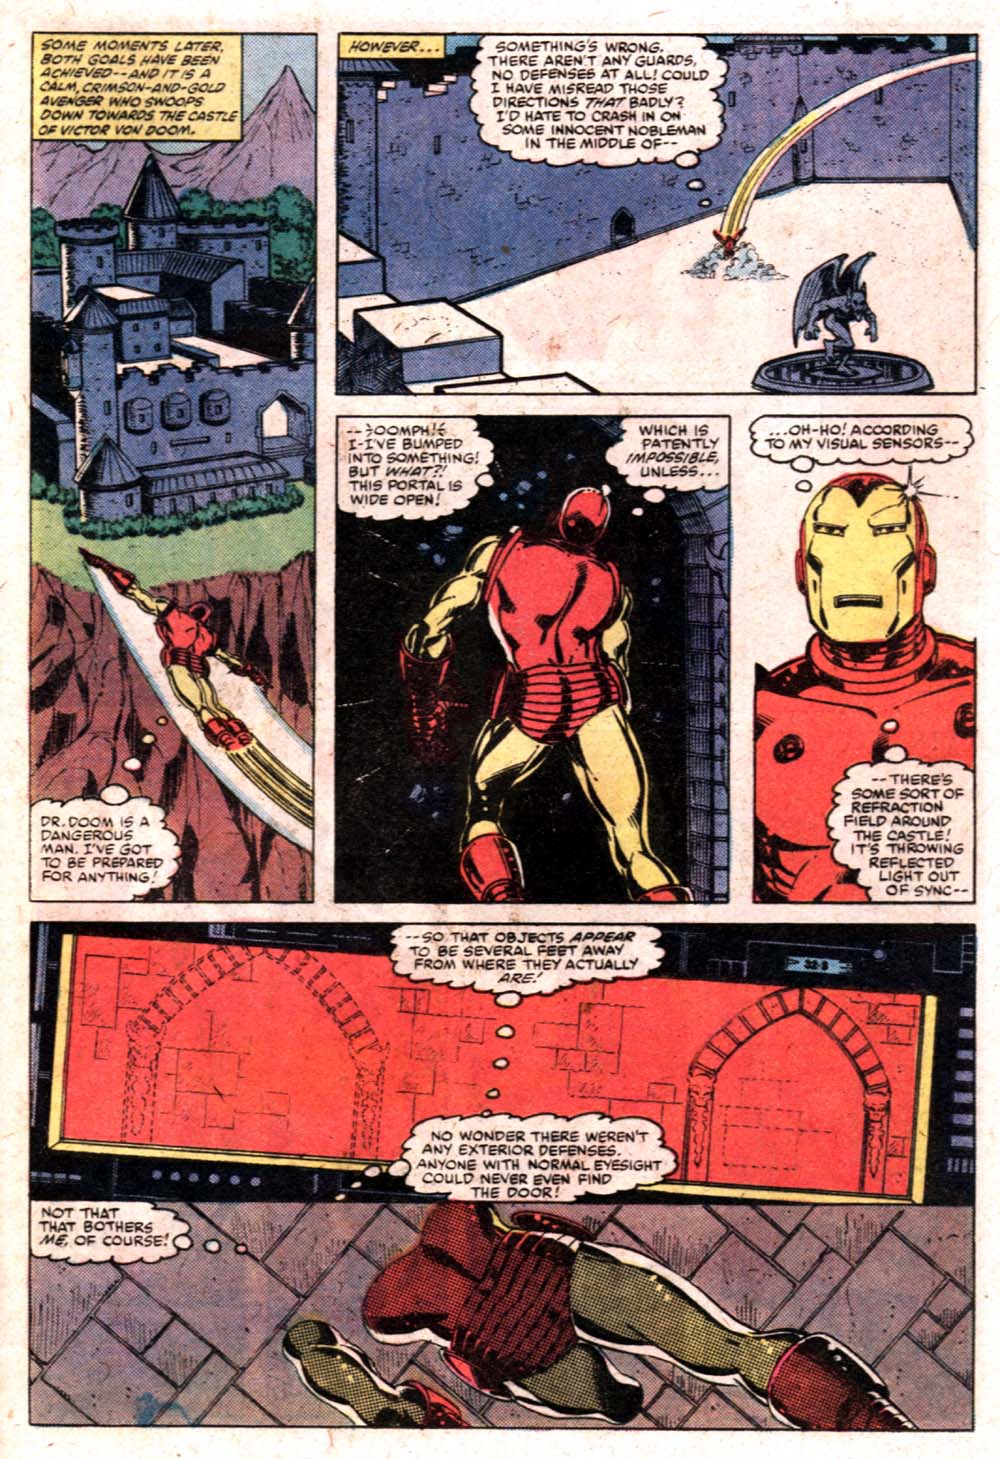 SOME MOMENTS LATER,
BOTH GOALS HAVE BEEN
ACHIEVED--AND IT IS A
CALM, CRIMSON-AND-GOLD
AVENGER WHO SWOOPS
DOWN TOWARDS THE CASTLE
OF VICTOR VON DOOM.
DR. DOOM IS A
DANGEROUS
MAN. I'VE GOT
TO BE PREPARED
FOR ANYTHING!
HOWEVER...
SOMETHING'S WRONG.
THERE AREN'T ANY GUARDS,
NO DEFENSES AT ALL! COULD
I HAVE MISREAD THOSE
DIRECTIONS THAT BADLY?
I'D HATE TO CRASH IN ON
SOME INNOCENT NOBLEMAN
IN THE MIDDLE OF--
--OOMPH!
I-I'VE BUMPED
INTO SOMETHING!
BUT WHAT?!
THIS PORTAL IS
WIDE OPEN!
WHICH IS
PATENTLY
IMPOSSIBLE,
UNLESS...
...OH-HO! ACCORDING
TO MY VISUAL SENSORS--
--THERE'S
SOME SORT OF
REFRACTION
FIELD AROUND
THE CASTLE!
IT'S THROWING
REFLECTED
LIGHT OUT
OF SYNC--
--SO THAT OBJECTS APPEAR
TO BE SEVERAL FEET AWAY
FROM WHERE THEY ACTUALLY
ARE!
NO WONDER THERE WEREN'T
ANY EXTERIOR DEFENSES.
ANYONE WITH NORMAL EYESIGHT
COULD NEVER EVEN FIND
THE DOOR!
NOT THAT
THAT BOTHERS
ME, OF COURSE!